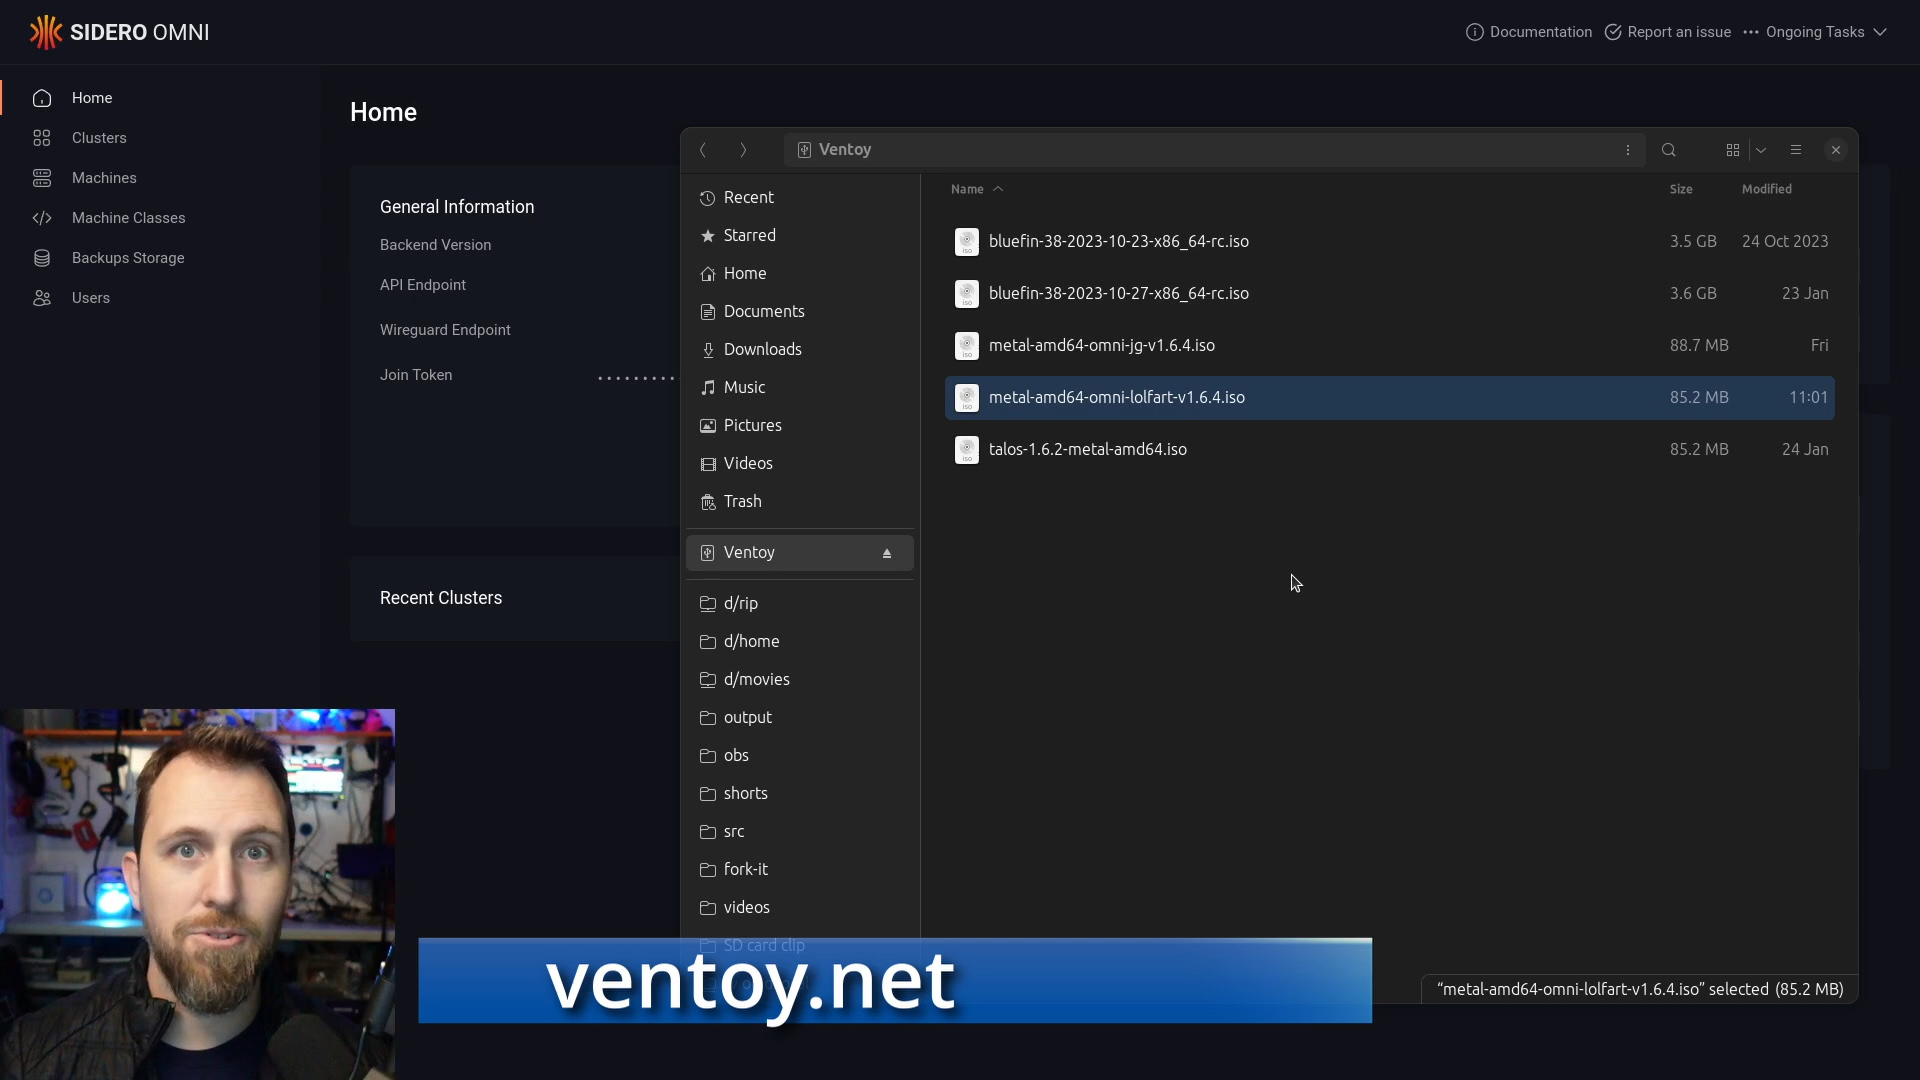 SIDERO OMNI
Documentation
Report an issue
Ongoing Tasks
Home
Clusters
Machines
Machine Classes
Backups Storage
Users
Home
General Information
Backend Version
API Endpoint
Wireguard Endpoint
Join Token
Recent Clusters
Ventoy
Recent
Starred
Home
Documents
Downloads
Music
Pictures
Videos
Trash
Ventoy
d/rip
d/home
d/movies
output
obs
shorts
src
fork-it
videos
SD card clip
Name Size Modified
bluefin-38-2023-10-23-x86_64-rc.iso 3.5 GB 24 Oct 2023
bluefin-38-2023-10-27-x86_64-rc.iso 3.6 GB 23 Jan
metal-amd64-omni-jg-v1.6.4.iso 88.7 MB Fri
metal-amd64-omni-lolfart-v1.6.4.iso 85.2 MB 11:01
talos-1.6.2-metal-amd64.iso 85.2 MB 24 Jan
“metal-amd64-omni-lolfart-v1.6.4.iso” selected (85.2 MB)
ventoy.net